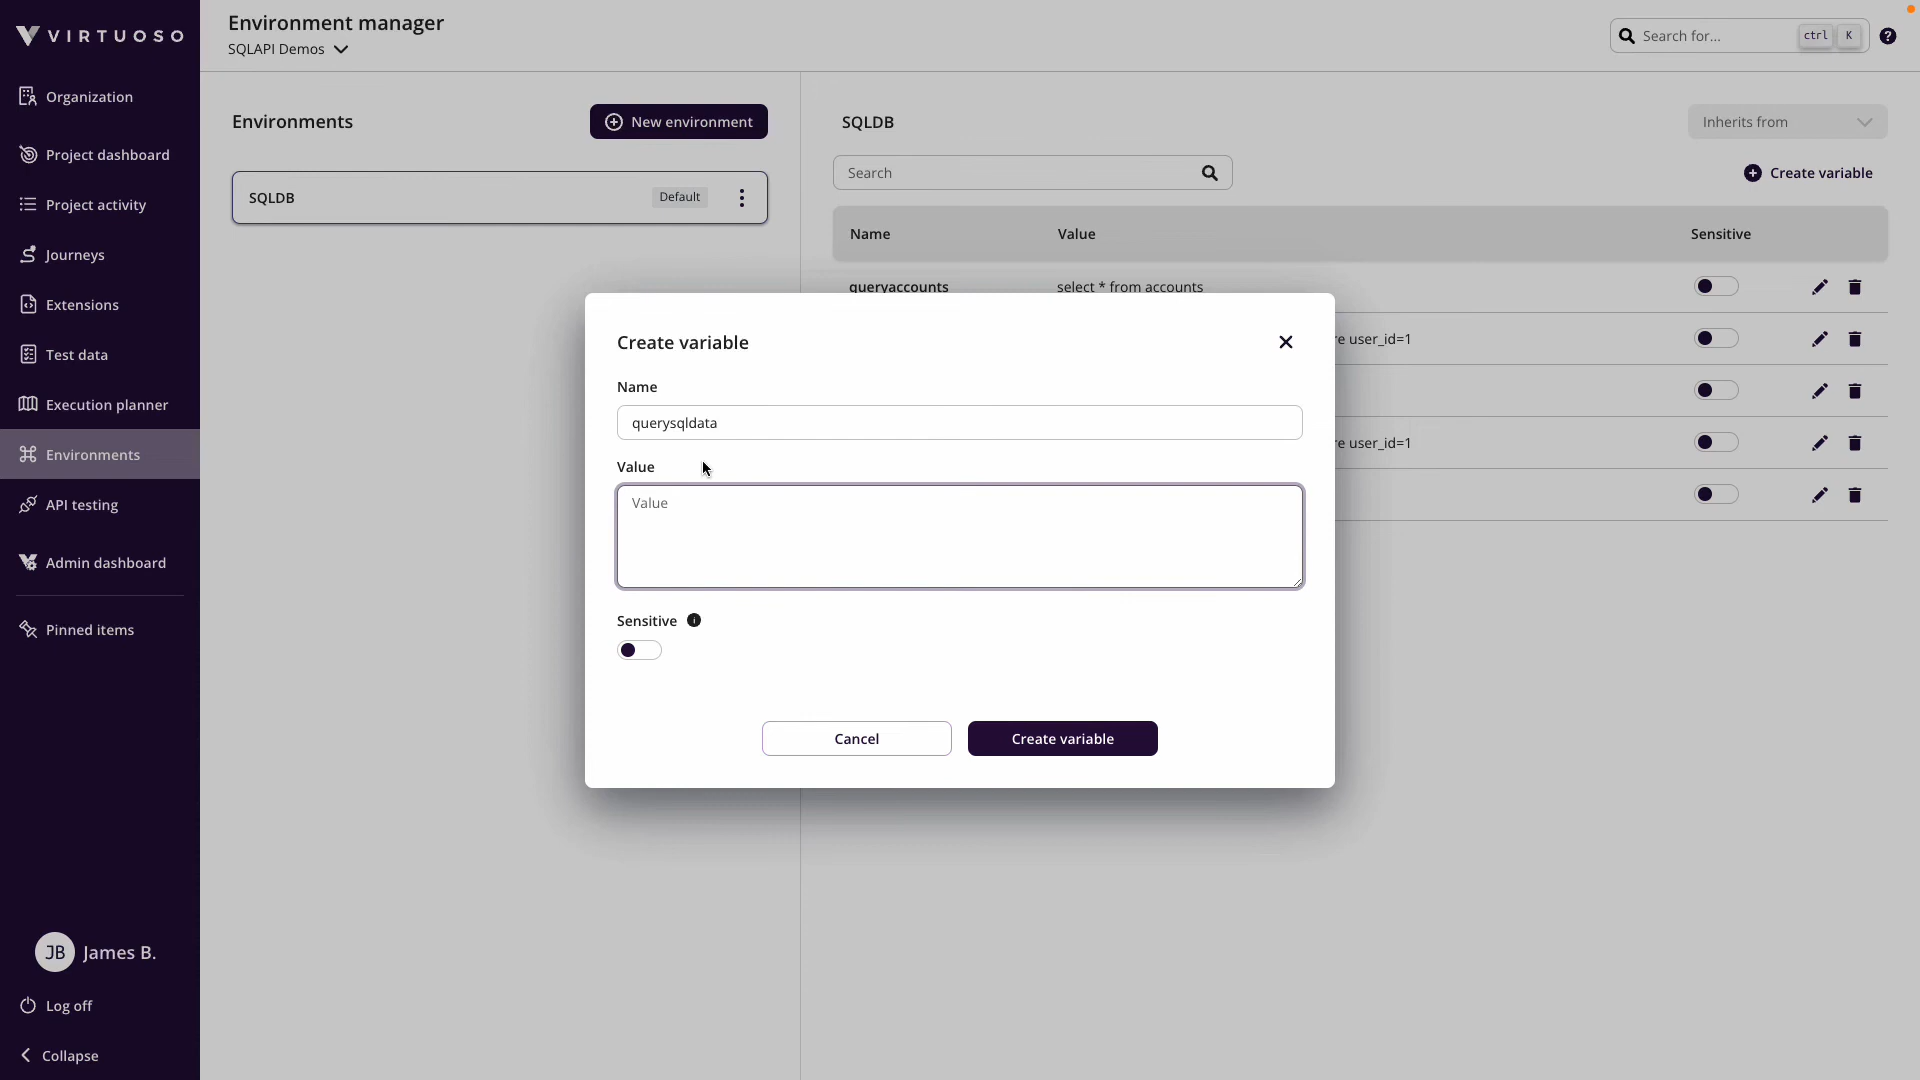 VIRTUOSO
Organization
Project dashboard
Project activity
Journeys
Extensions
Test data
Execution planner
Environments
API testing
Admin dashboard
Pinned items
JB James B.
Log off
Collapse
Environment manager
SQLAPI Demos
Search for... ctrl K
Environments
New environment
SQLDB Default
SQLDB
Inherits from
Search
Create variable
Name Value Sensitive
queryaccounts select * from accounts
user_id=1
user_id=1
Create variable
Name
querysqldata
Value
Value
Sensitive
Cancel Create variable